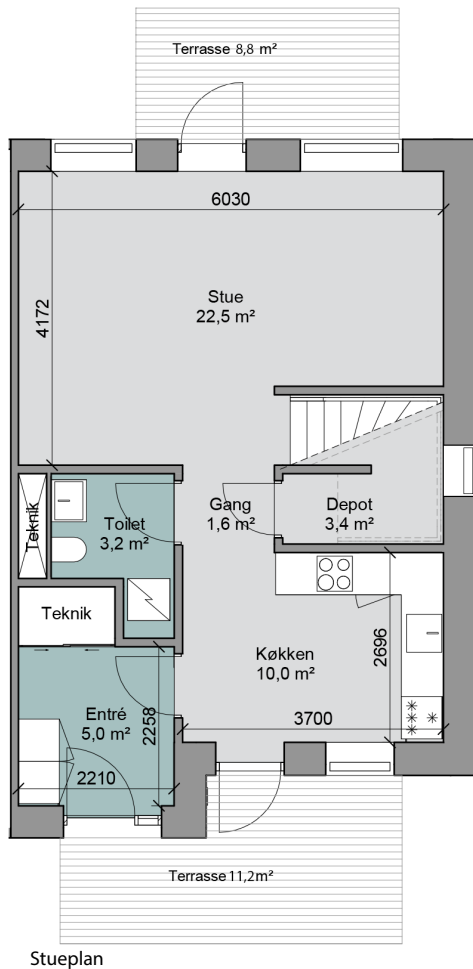 Terrasse 8,8 m²
6030
4172
Stue
22,5 m²
Teknik
Toilet
3,2 m²
Gang
1,6 m²
Depot
3,4 m²
Teknik
Køkken
10,0 m²
2696
Entré
5,0 m²
2258
3700
2210
Terrasse 11,2m²
Stueplan